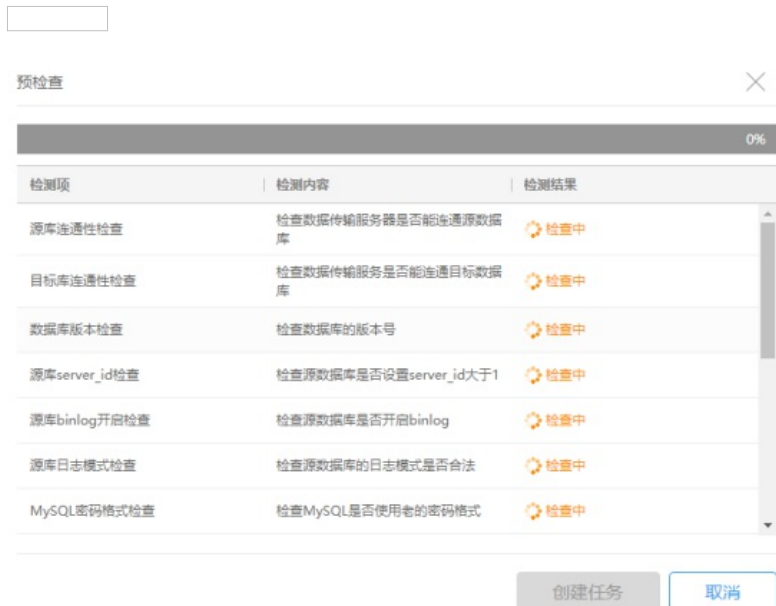 预检查
0%
检测项 检测内容 检测结果
源库连通性检查 检查数据传输服务器是否能连通源数据库 检查中
目标库连通性检查 检查数据传输服务是否能连通目标数据库 检查中
数据库版本检查 检查数据库的版本号 检查中
源库server_id检查 检查源数据库是否设置server_id大于1 检查中
源库binlog开启检查 检查源数据库是否开启binlog 检查中
源库日志模式检查 检查源数据库的日志模式是否合法 检查中
MySQL密码格式检查 检查MySQL是否使用老的密码格式 检查中
创建任务 取消